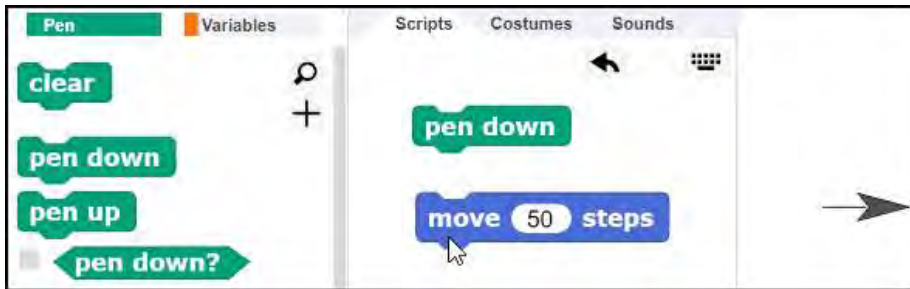 Pen Variables
clear
pen down
pen up
pen down?
Scripts Costumes Sounds
pen down
move 50 steps